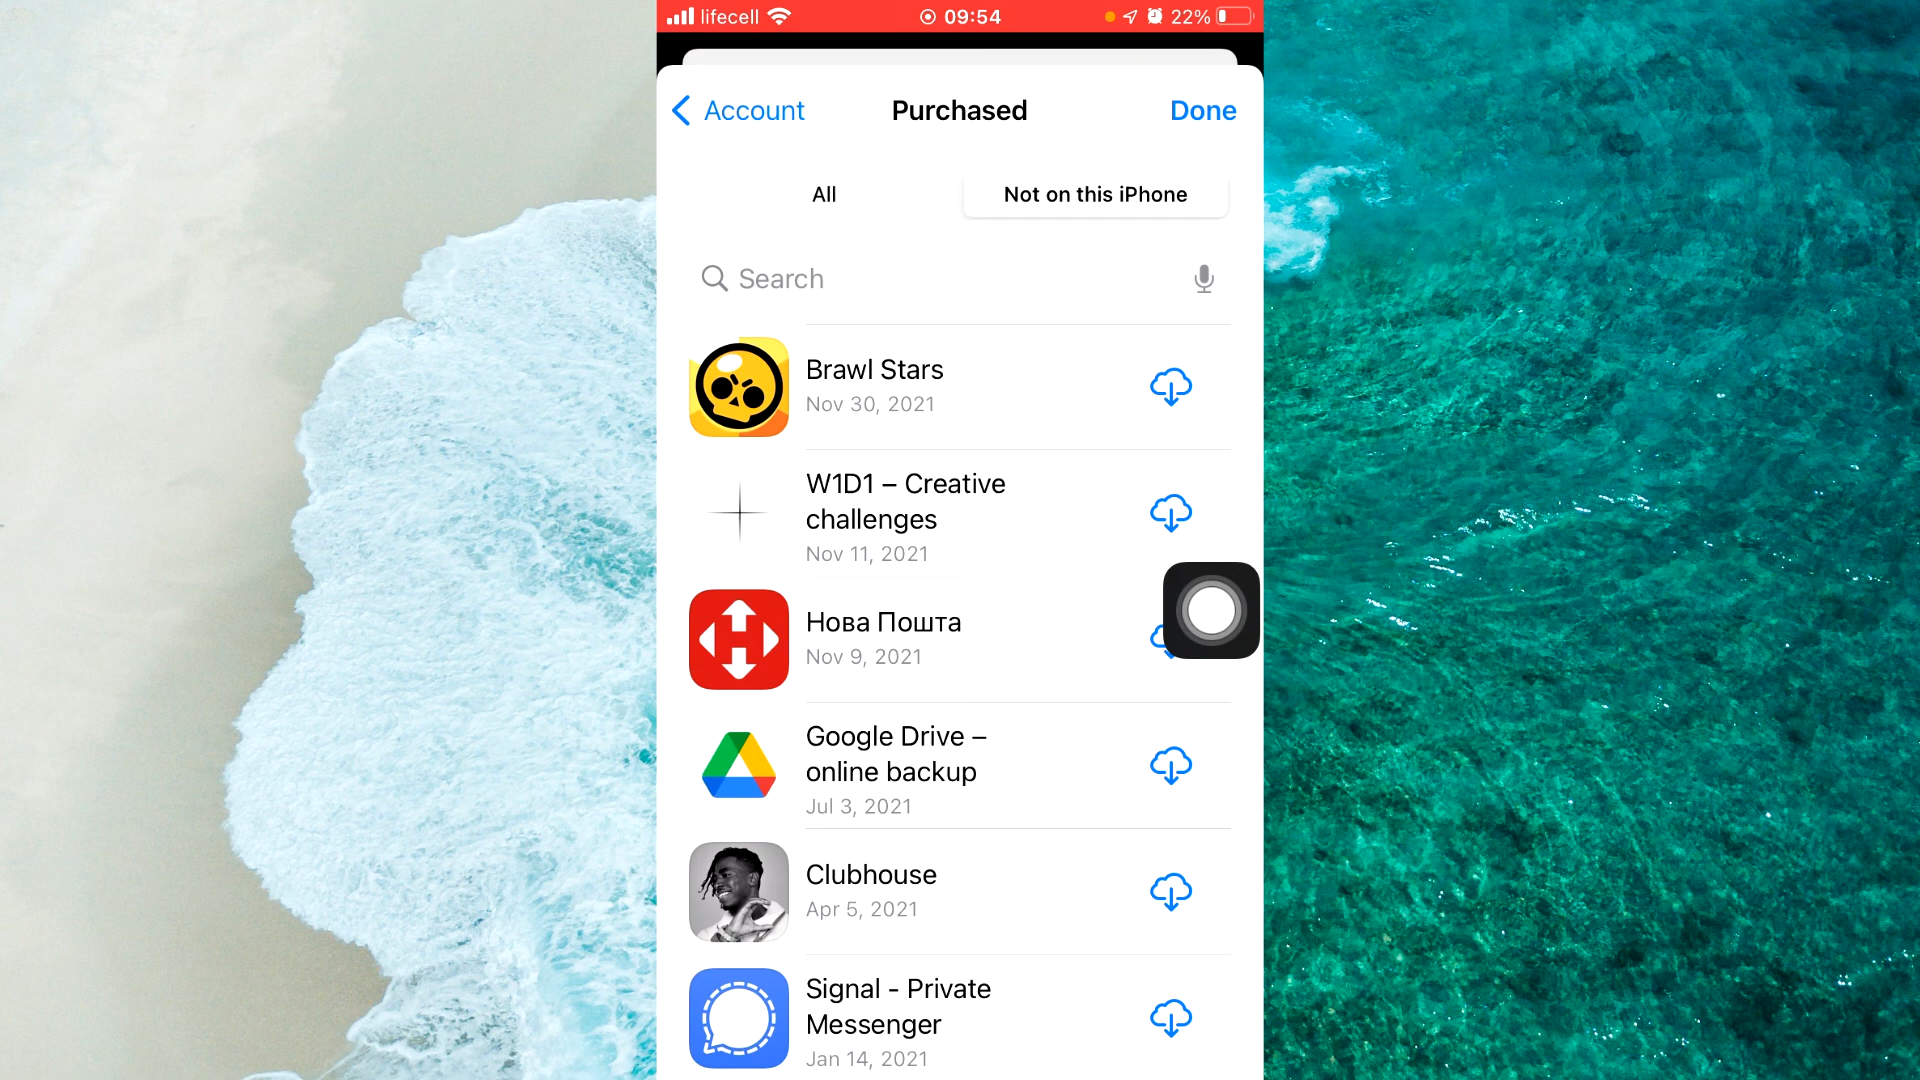 lifecell 09:54 22%
Account Purchased Done
All Not on this iPhone
Search
Brawl Stars
Nov 30, 2021
W1D1 – Creative
challenges
Nov 11, 2021
Нова Пошта
Nov 9, 2021
Google Drive –
online backup
Jul 3, 2021
Clubhouse
Apr 5, 2021
Signal - Private
Messenger
Jan 14, 2021